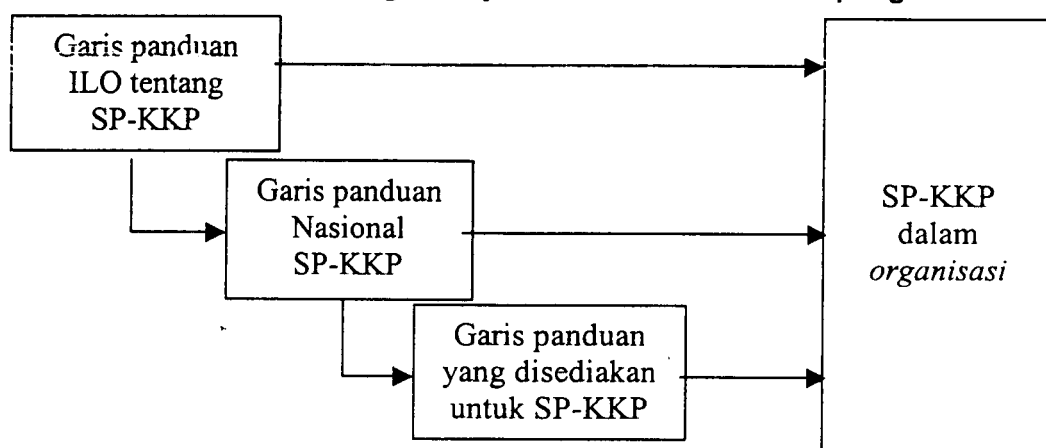 Garis panduan
ILO tentang
SP-KKP
Garis panduan
Nasional
SP-KKP
Garis panduan
yang disediakan
untuk SP-KKP
SP-KKP
dalam
organisasi